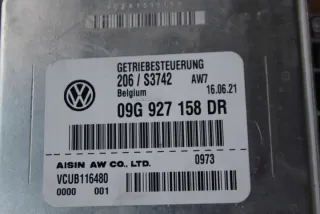 GETRIEBESTEUERUNG
206 / S3742 AW7
Belgium 16.06.21
09G 927 158 DR
AISIN AW CO., LTD. 0973
VCUB116480
0000 001